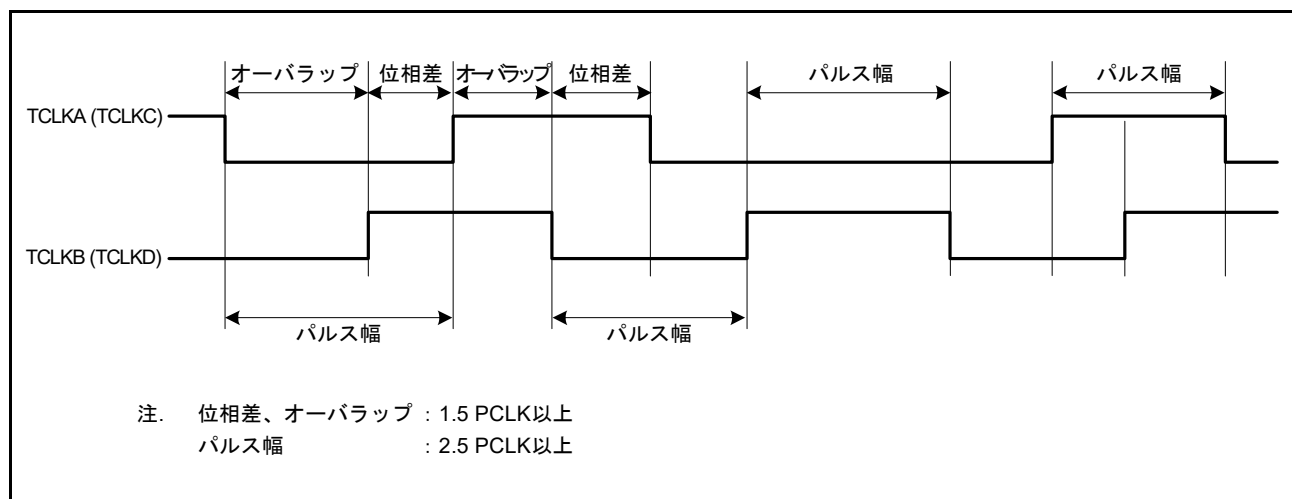 オーバラップ 位相差 オーバラップ 位相差 パルス幅 パルス幅
TCLKA (TCLKC)
TCLKB (TCLKD)
パルス幅 パルス幅
注. 位相差、オーバラップ : 1.5 PCLK以上
パルス幅 : 2.5 PCLK以上